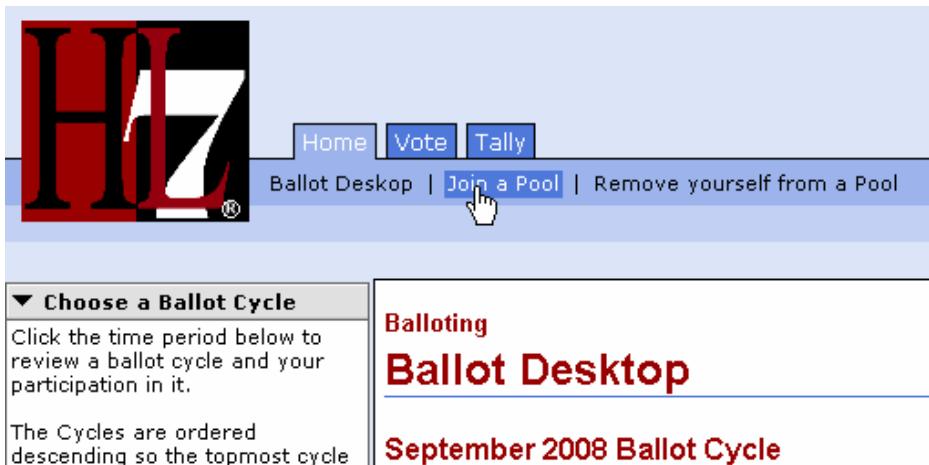 HL7®
Home Vote Tally
Ballot Deskop | Join a Pool | Remove yourself from a Pool
▼ Choose a Ballot Cycle
Click the time period below to
review a ballot cycle and your
participation in it.
The Cycles are ordered
descending so the topmost cycle
Balloting
Ballot Desktop
September 2008 Ballot Cycle